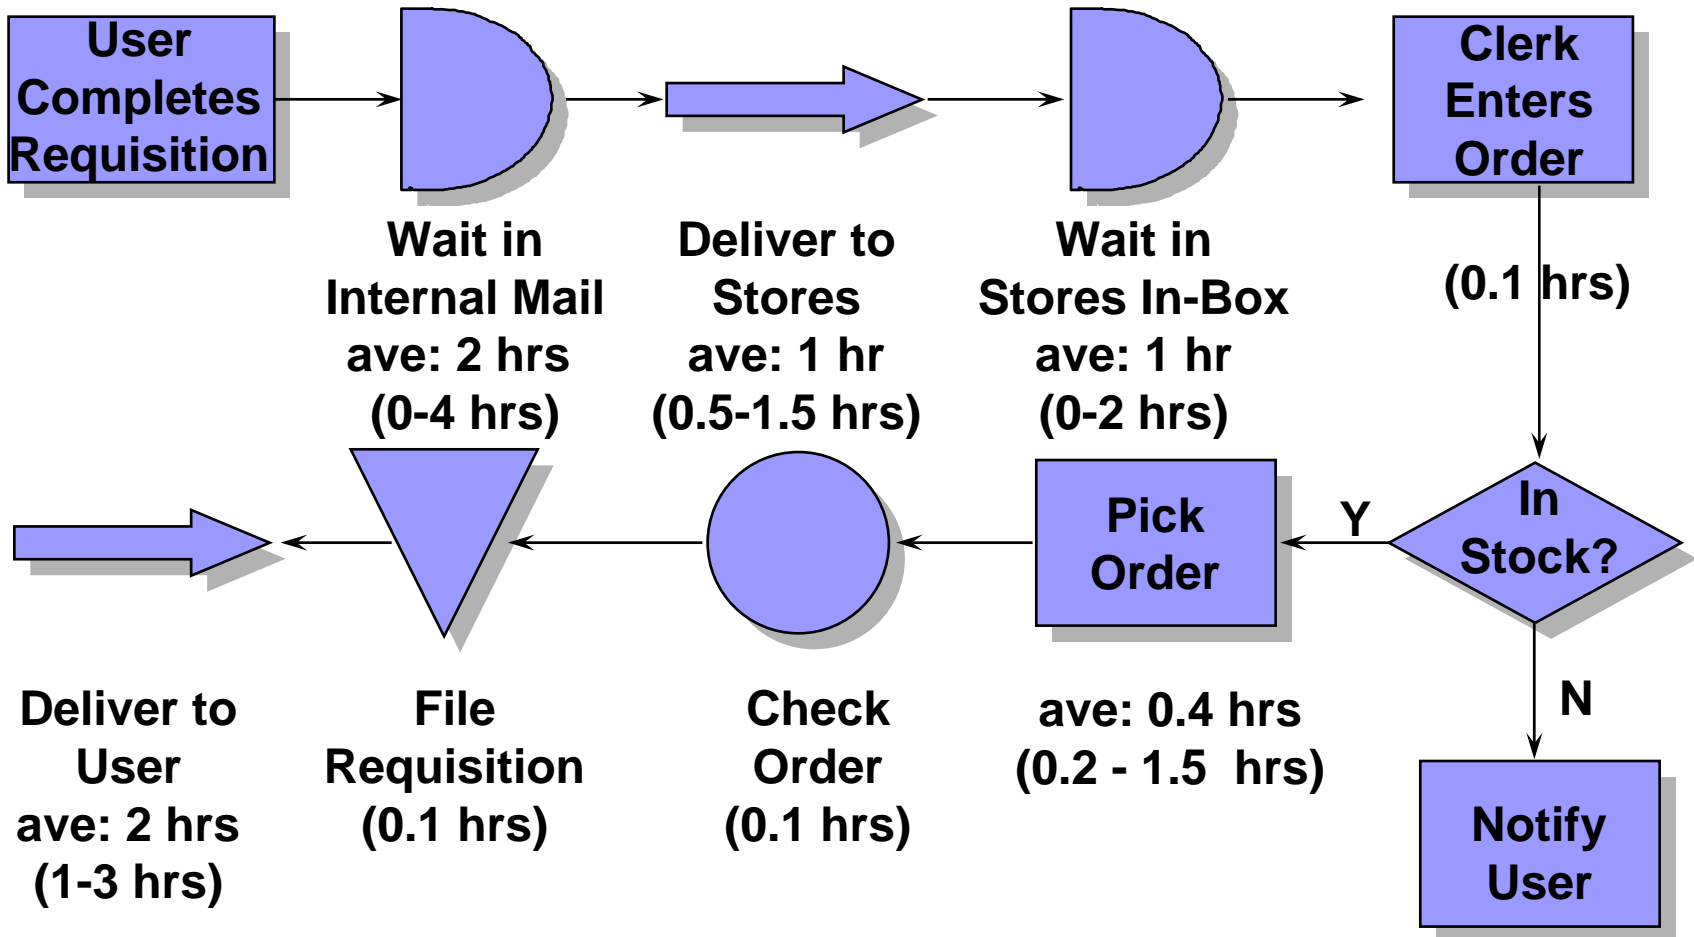 User
Completes
Requisition
Wait in
Internal Mail
ave: 2 hrs
(0-4 hrs)
Deliver to
Stores
ave: 1 hr
(0.5-1.5 hrs)
Wait in
Stores In-Box
ave: 1 hr
(0-2 hrs)
Clerk
Enters
Order
(0.1 hrs)
In
Stock?
Y
N
Notify
User
Pick
Order
ave: 0.4 hrs
(0.2 - 1.5 hrs)
Check
Order
(0.1 hrs)
File
Requisition
(0.1 hrs)
Deliver to
User
ave: 2 hrs
(1-3 hrs)